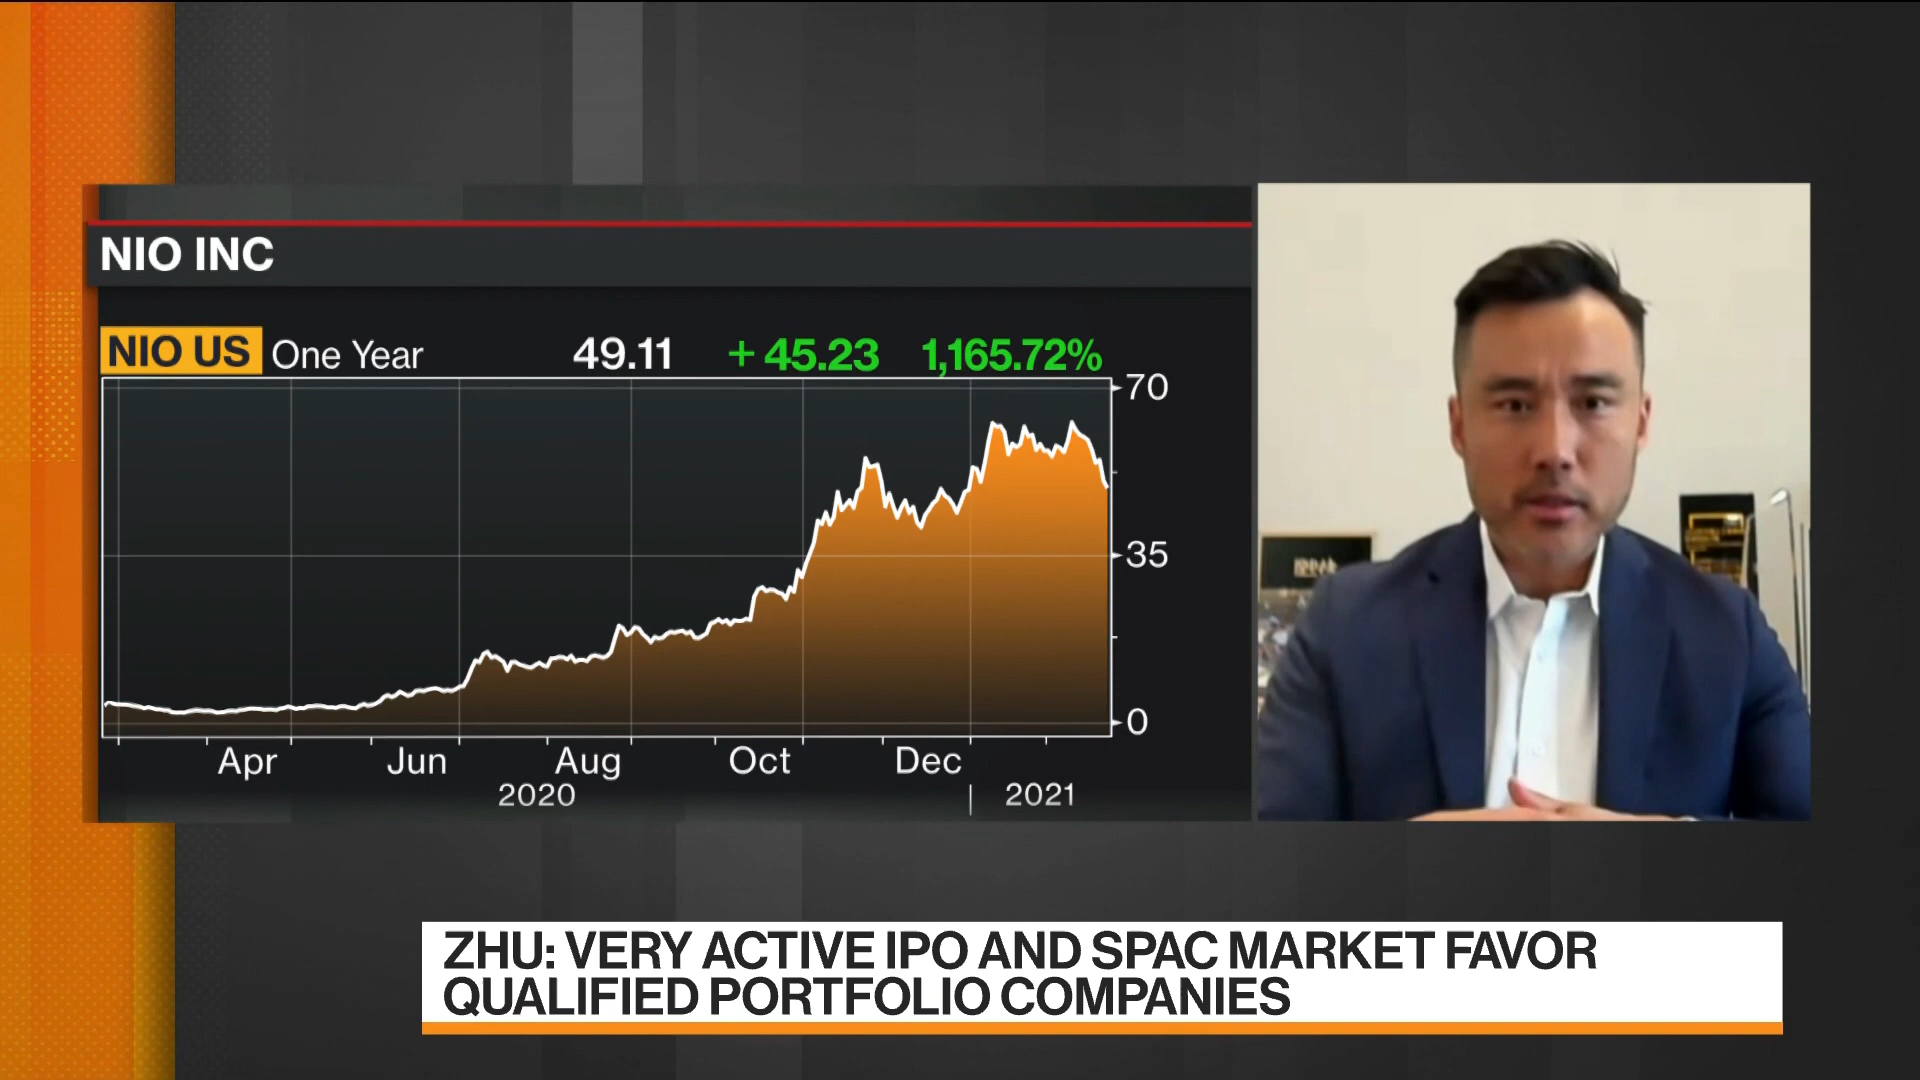 NIO INC
NIO US One Year 49.11 + 45.23 1,165.72%
70
35
0
Apr Jun Aug Oct Dec
2020 2021
ZHU: VERY ACTIVE IPO AND SPAC MARKET FAVOR
QUALIFIED PORTFOLIO COMPANIES